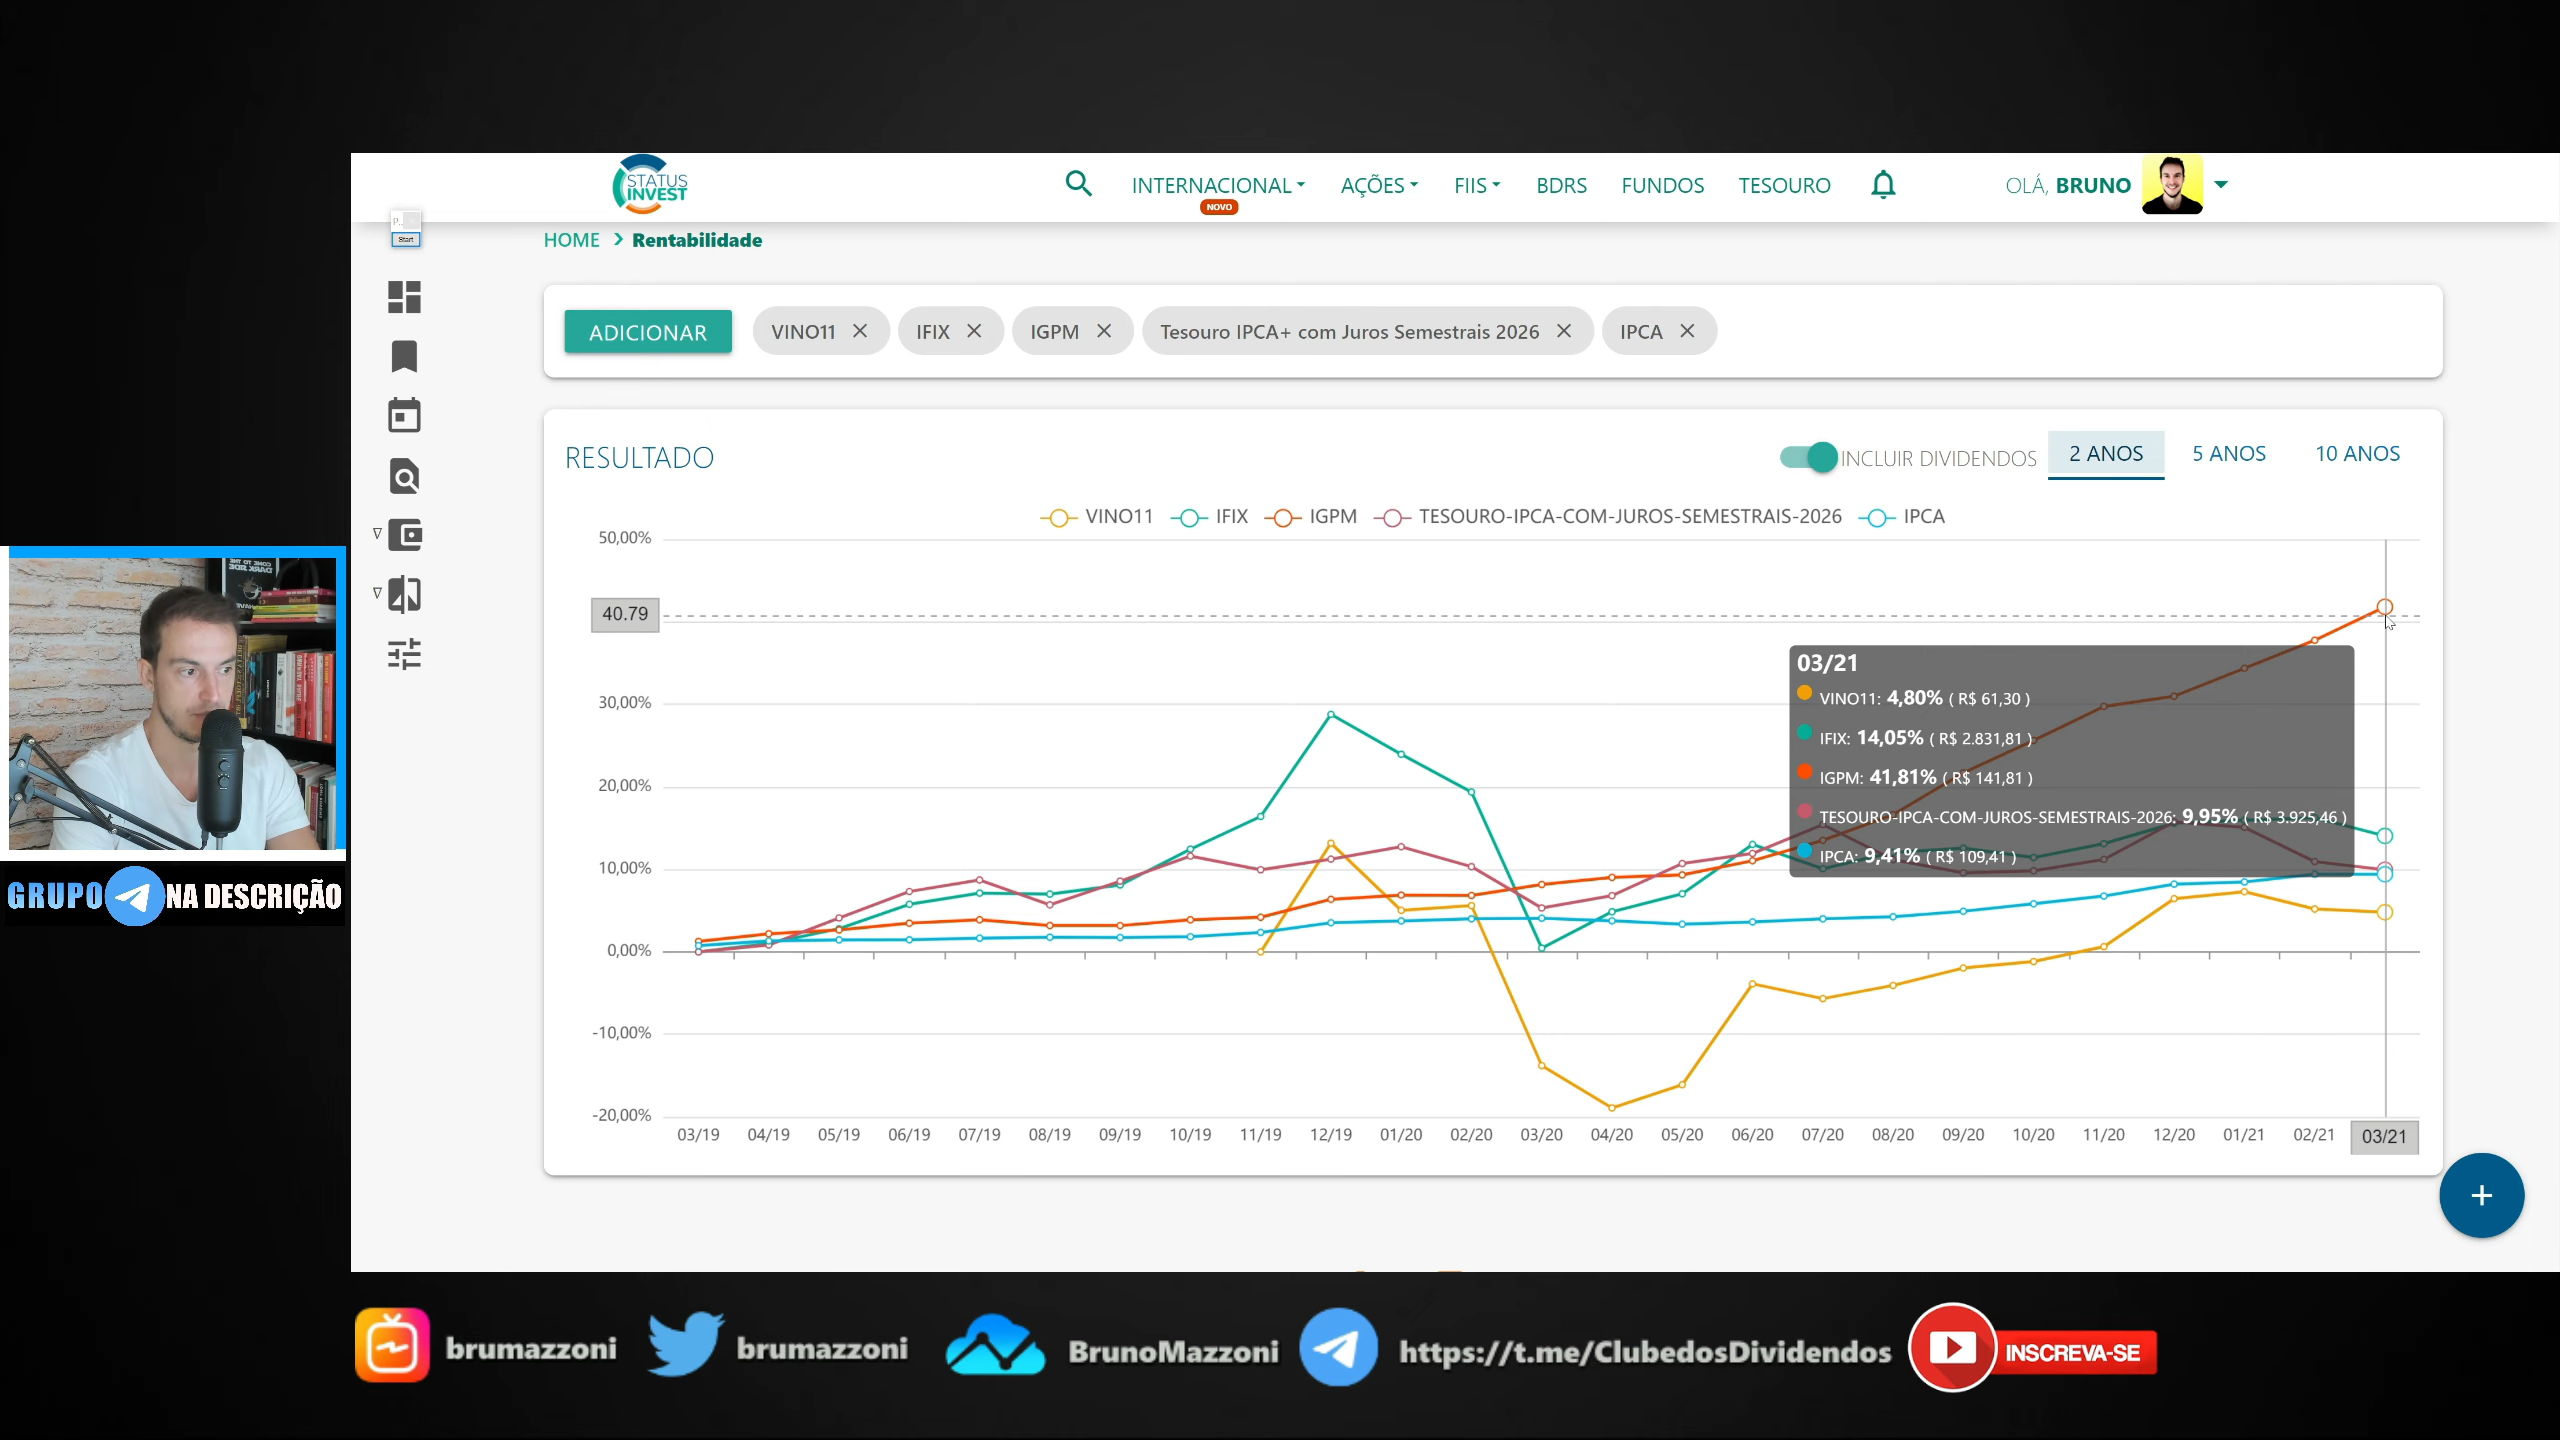 STATUS
INVEST
INTERNACIONAL
NOVO
AÇÕES
FIIS
BDRS
FUNDOS
TESOURO
OLÁ, BRUNO
Start
HOME > Rentabilidade
ADICIONAR
VINO11
IFIX
IGPM
Tesouro IPCA+ com Juros Semestrais 2026
IPCA
RESULTADO
INCLUIR DIVIDENDOS
2 ANOS
5 ANOS
10 ANOS
VINO11
IFIX
IGPM
TESOURO-IPCA-COM-JUROS-SEMESTRAIS-2026
IPCA
50,00%
40.79
30,00%
20,00%
10,00%
0,00%
-10,00%
-20,00%
03/21
VINO11: 4,80% ( R$ 61,30 )
IFIX: 14,05% ( R$ 2.831,81 )
IGPM: 41,81% ( R$ 141,81 )
TESOURO-IPCA-COM-JUROS-SEMESTRAIS-2026: 9,95% ( R$ 3.925,46 )
IPCA: 9,41% ( R$ 109,41 )
03/19 04/19 05/19 06/19 07/19 08/19 09/19 10/19 11/19 12/19 01/20 02/20 03/20 04/20 05/20 06/20 07/20 08/20 09/20 10/20 11/20 12/20 01/21 02/21 03/21
+
COME TO THE
DARK
SIDE
GRUPO NA DESCRIÇÃO
brumazzoni
brumazzoni
BrunoMazzoni
https://t.me/ClubedosDividendos
INSCREVA-SE